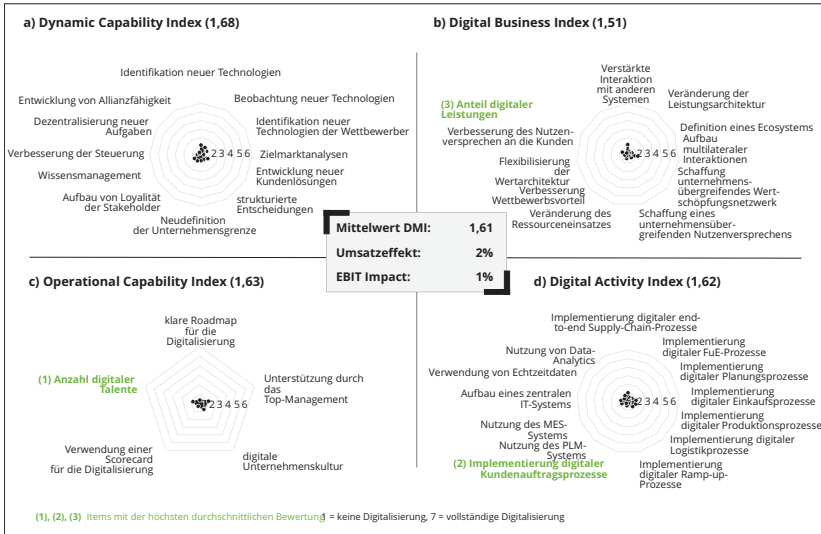 a) Dynamic Capability Index (1,68)
Identifikation neuer Technologien
Beobachtung neuer Technologien
Identifikation neuer
Technologien der Wettbewerber
Zielmarktanalysen
Entwicklung neuer
Kundenlösungen
strukturierte
Entscheidungen
Neudefinition
der Unternehmensgrenze
Aufbau von Loyalität
der Stakeholder
Wissensmanagement
Verbesserung der Steuerung
Dezentralisierung neuer
Aufgaben
Entwicklung von Allianzfähigkeit
2 3 4 5 6
b) Digital Business Index (1,51)
Verstärkte
Interaktion
mit anderen
Systemen
Veränderung der
Leistungsarchitektur
Definition eines Ecosystems
Aufbau
multilateraler
Interaktionen
Schaffung
unternehmens-
übergreifendes Wert-
schöpfungsnetzwerk
Schaffung eines
unternehmensüber-
greifenden Nutzenversprechens
Veränderung des
Ressourceneinsatzes
Verbesserung
Wettbewerbsvorteil
Flexibilisierung
der
Wertarchitektur
Verbesserung des Nutzen-
versprechen an die Kunden
(3) Anteil digitaler
Leistungen
2 3 4 5 6
Mittelwert DMI: 1,61
Umsatzeffekt: 2%
EBIT Impact: 1%
c) Operational Capability Index (1,63)
klare Roadmap
für die
Digitalisierung
Unterstützung durch
das
Top-Management
digitale
Unternehmenskultur
Verwendung einer
Scorecard
für die Digitalisierung
(1) Anzahl digitaler
Talente
2 3 4 5 6
d) Digital Activity Index (1,62)
Implementierung digitaler end-
to-end Supply-Chain-Prozesse
Implementierung
digitaler FuE-Prozesse
Implementierung
digitaler Planungsprozesse
Implementierung
digitaler Einkaufsprozesse
Implementierung
digitaler Produktionsprozesse
Implementierung digitaler
Logistikprozesse
Implementierung
digitaler Ramp-up-
Prozesse
(2) Implementierung digitaler
Kundenauftragsprozesse
Nutzung des PLM-
Systems
Nutzung des MES-
Systems
Aufbau eines zentralen
IT-Systems
Verwendung von Echtzeitdaten
Nutzung von Data-
Analytics
2 3 4 5 6
(1), (2), (3) Items mit der höchsten durchschnittlichen Bewertung 1 = keine Digitalisierung, 7 = vollständige Digitalisierung